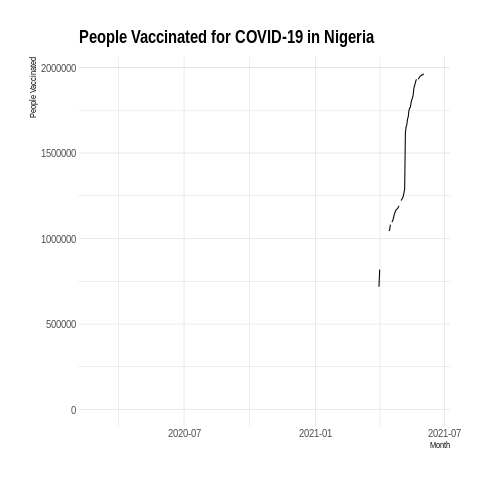 People Vaccinated for COVID-19 in Nigeria
People Vaccinated
2000000
1500000
1000000
500000
0
2020-07
2021-01
2021-07
Month